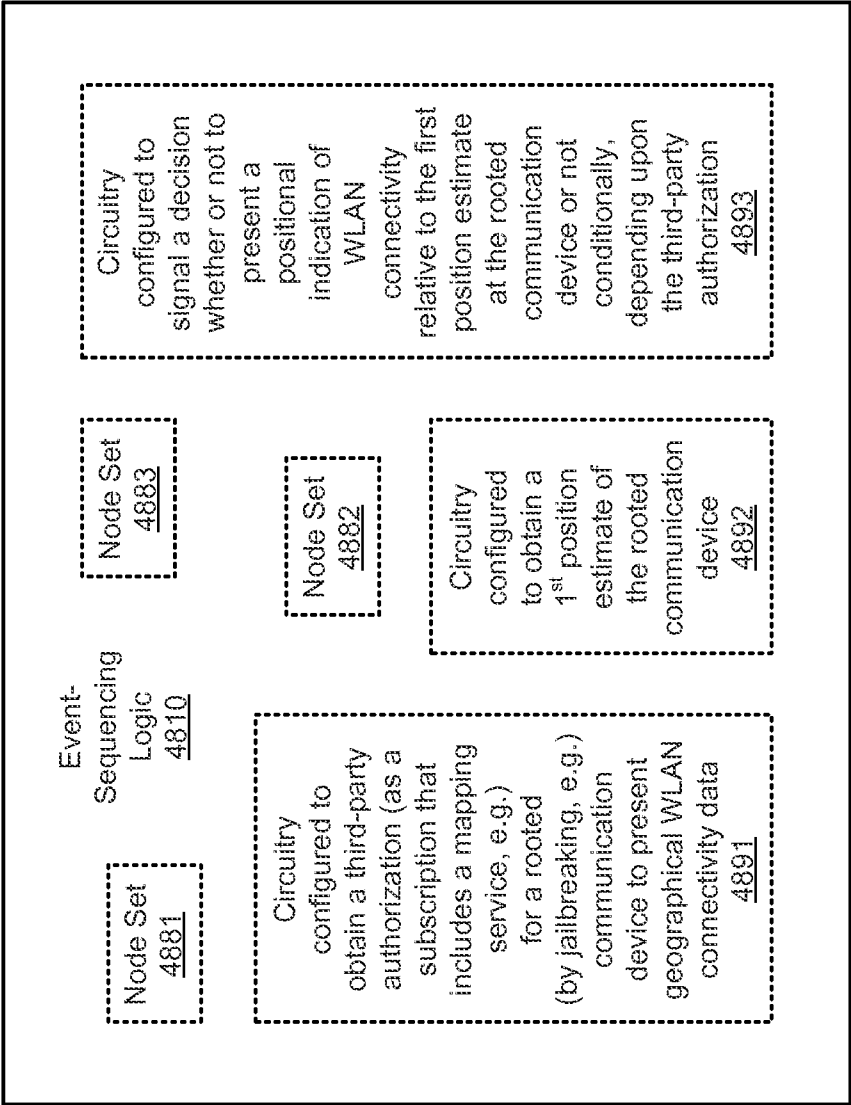 Event-
Sequencing
Logic
4810
Node Set
4881
Node Set
4883
Node Set
4882
Circuitry
configured to
obtain a third-party
authorization (as a
subscription that
includes a mapping
service, e.g.)
for a rooted
(by jailbreaking, e.g.)
communication
device to present
geographical WLAN
connectivity data
4891
Circuitry
configured
to obtain a
1st position
estimate of
the rooted
communication
device
4892
Circuitry
configured to
signal a decision
whether or not to
present a
positional
indication of
WLAN
connectivity
relative to the first
position estimate
at the rooted
communication
device or not
conditionally,
depending upon
the third-party
authorization
4893